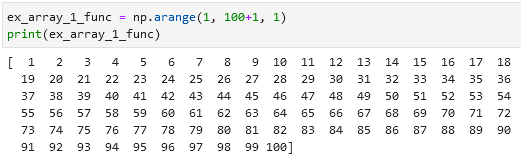 ex_array_1_func = np.arange(1, 100+1, 1)
print(ex_array_1_func)
[  1   2   3   4   5   6   7   8   9  10  11  12  13  14  15  16  17  18
  19  20  21  22  23  24  25  26  27  28  29  30  31  32  33  34  35  36
  37  38  39  40  41  42  43  44  45  46  47  48  49  50  51  52  53  54
  55  56  57  58  59  60  61  62  63  64  65  66  67  68  69  70  71  72
  73  74  75  76  77  78  79  80  81  82  83  84  85  86  87  88  89  90
  91  92  93  94  95  96  97  98  99 100]